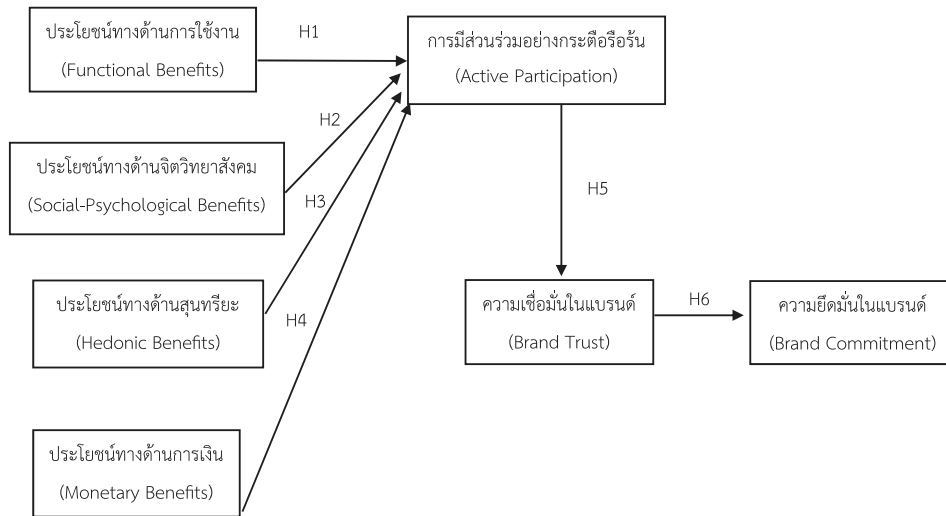 ประโยชน์ทางด้านการใช้งาน
(Functional Benefits)
H1
การมีส่วนร่วมอย่างกระตือรือร้น
(Active Participation)
H2
ประโยชน์ทางด้านจิตวิทยาสังคม
(Social-Psychological Benefits)
H3
H5
ประโยชน์ทางด้านสุนทรียะ
(Hedonic Benefits)
H4
ความเชื่อมั่นในแบรนด์
(Brand Trust)
H6
ความยึดมั่นในแบรนด์
(Brand Commitment)
ประโยชน์ทางด้านการเงิน
(Monetary Benefits)